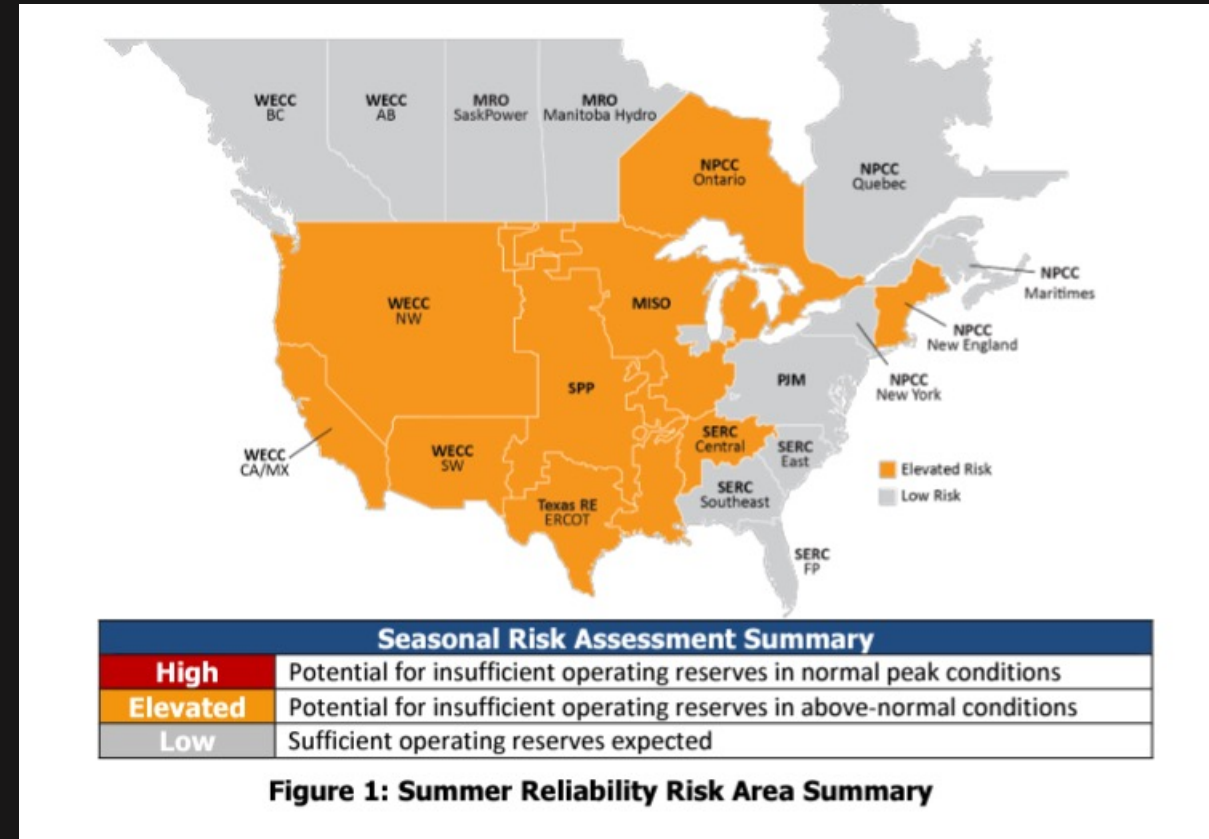 WECC
BC
WECC
AB
MRO
SaskPower
MRO
Manitoba Hydro
NPCC
Ontario
NPCC
Quebec
NPCC
Maritimes
WECC
NW
MISO
NPCC
New England
SPP
PJM
NPCC
New York
WECC
CA/MX
WECC
SW
SERC
Central
SERC
East
Elevated Risk
Low Risk
SERC
Southeast
Texas RE
ERCOT
SERC
FP
Seasonal Risk Assessment Summary
High Potential for insufficient operating reserves in normal peak conditions
Elevated Potential for insufficient operating reserves in above-normal conditions
Low Sufficient operating reserves expected
Figure 1: Summer Reliability Risk Area Summary